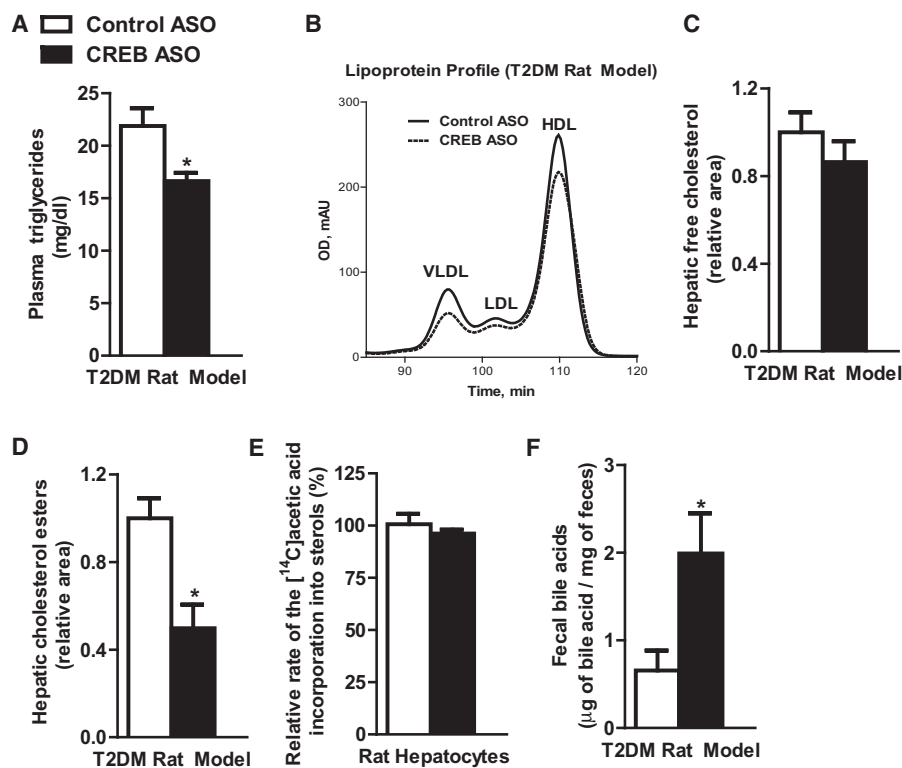 A
Control ASO
CREB ASO
Plasma triglycerides
(mg/dl)
25
20
15
10
5
0
*
T2DM Rat Model
B
Lipoprotein Profile (T2DM Rat Model)
Control ASO
CREB ASO
OD, mAU
300
200
100
0
VLDL
LDL
HDL
90
100
110
120
Time, min
C
Hepatic free cholesterol
(relative area)
1.2
0.8
0.4
0.0
T2DM Rat Model
D
Hepatic cholesterol esters
(relative area)
1.2
0.8
0.4
0.0
*
T2DM Rat Model
E
Relative rate of the [¹⁴C]acetic acid
incorporation into sterols (%)
125
100
75
50
25
0
Rat Hepatocytes
F
Fecal bile acids
(µg of bile acid / mg of feces)
3
2
1
0
*
T2DM Rat Model